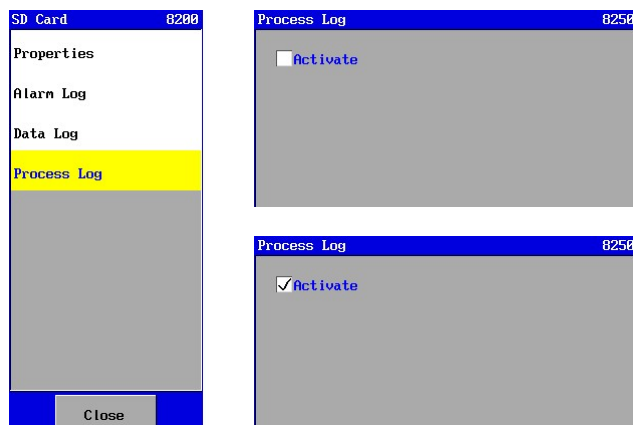 SD Card 8200
Properties
Alarm Log
Data Log
Process Log
Close
Process Log 8250
Activate
Process Log 8250
Activate